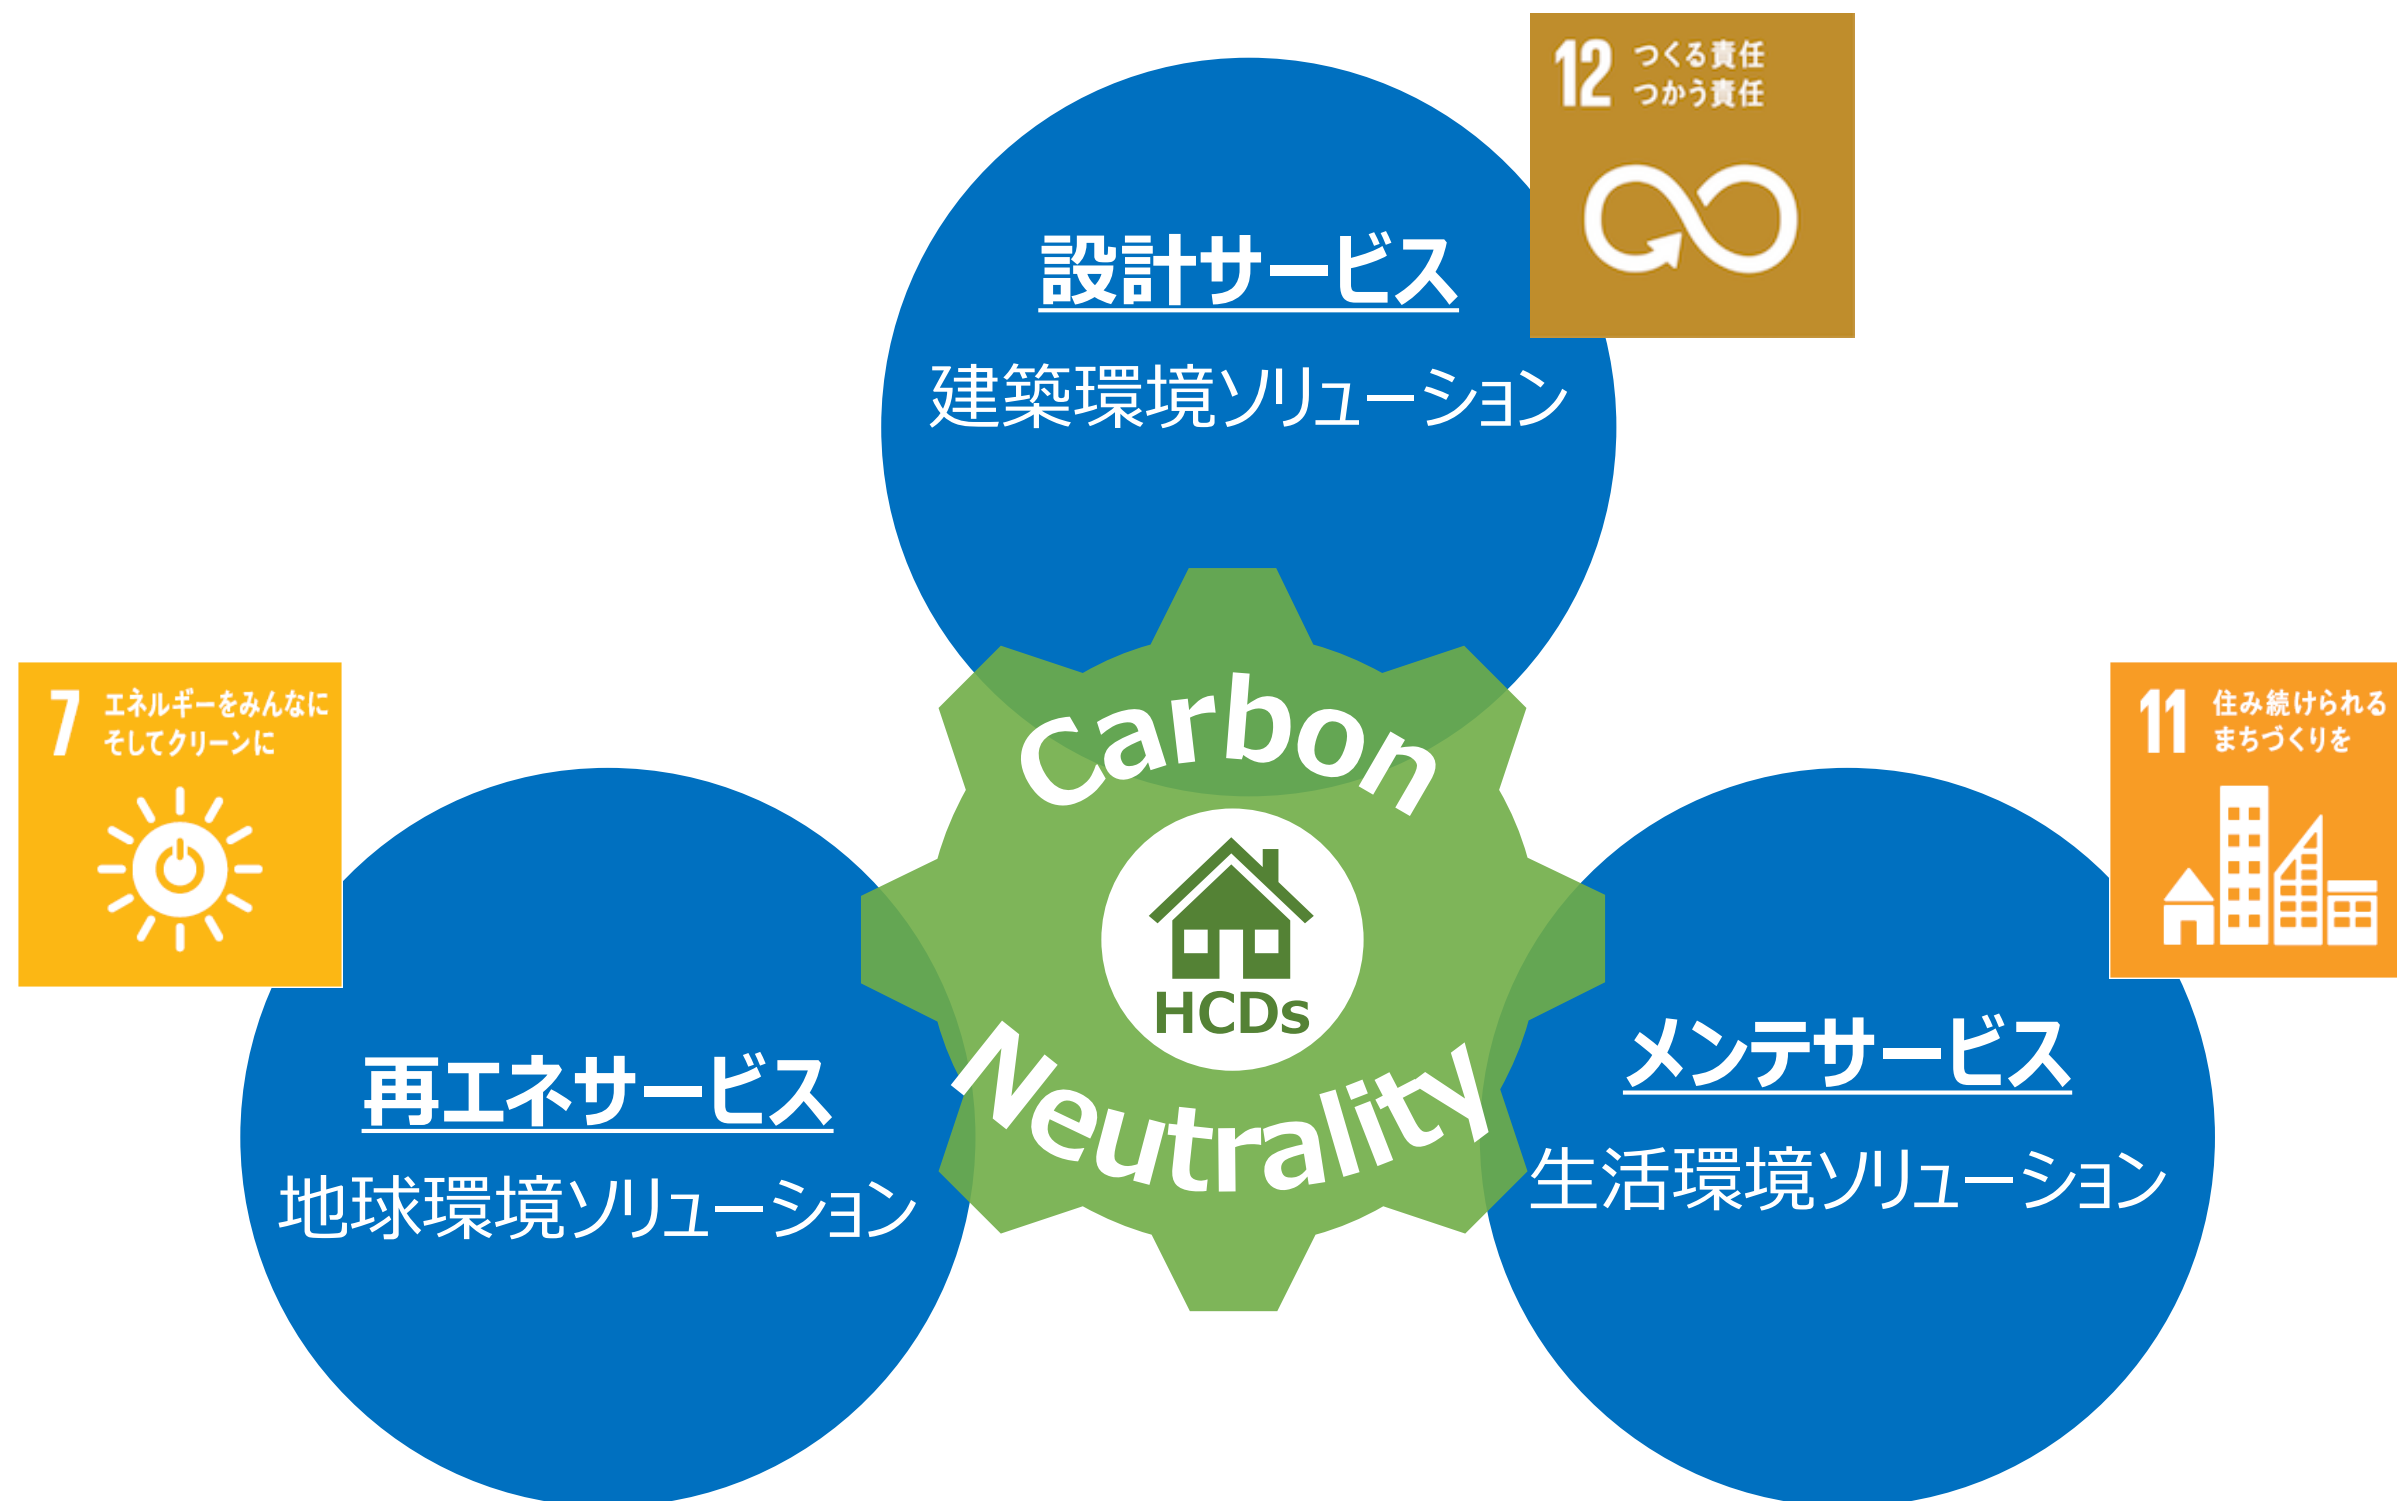 12 つくる責任
つかう責任
設計サービス
建築環境ソリューション
7 エネルギーをみんなに
そしてクリーンに
再エネサービス
地球環境ソリューション
Carbon
HCDs
Neutrality
11 住み続けられる
まちづくりを
メンテサービス
生活環境ソリューション